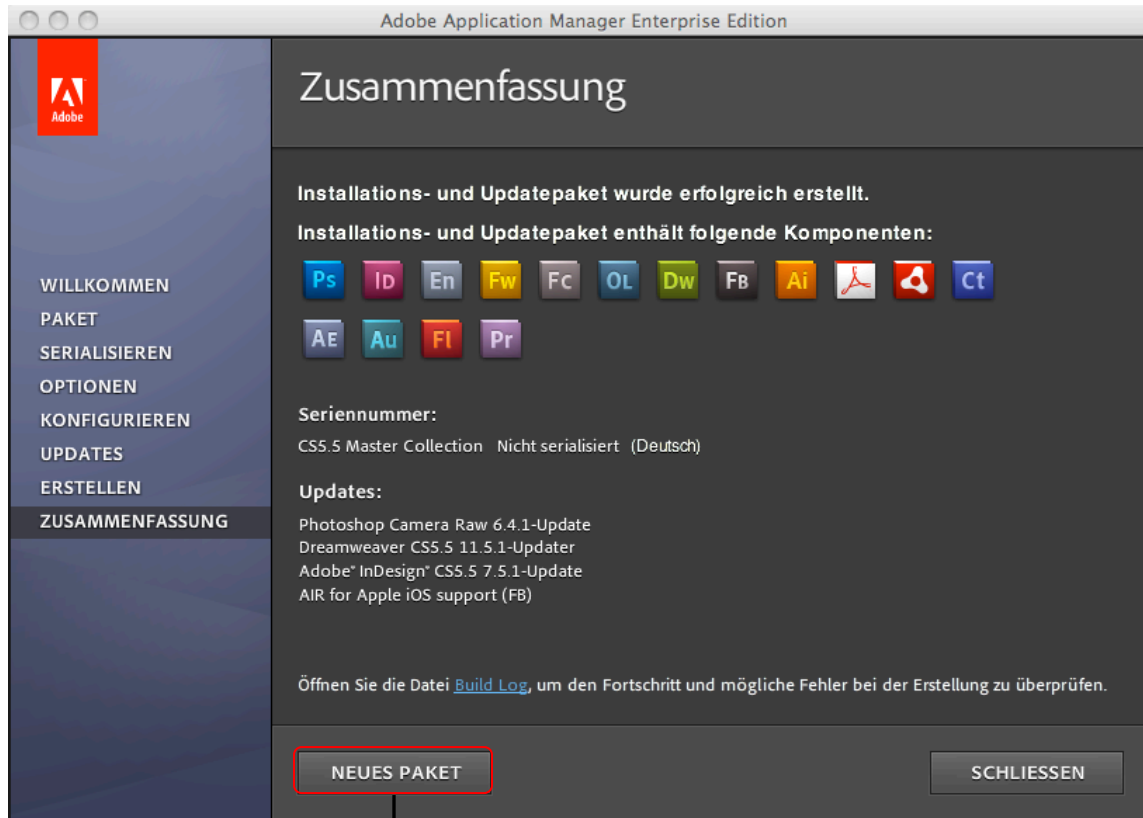 Adobe Application Manager Enterprise Edition
Adobe
Zusammenfassung
WILLKOMMEN
PAKET
SERIALISIEREN
OPTIONEN
KONFIGURIEREN
UPDATES
ERSTELLEN
ZUSAMMENFASSUNG
Installations- und Updatepaket wurde erfolgreich erstellt.
Installations- und Updatepaket enthält folgende Komponenten:
Ps ID En Fw Fc OL Dw FB Ai Ct
AE Au Fl Pr
Seriennummer:
CS5.5 Master Collection Nicht serialisiert (Deutsch)
Updates:
Photoshop Camera Raw 6.4.1-Update
Dreamweaver CS5.5 11.5.1-Updater
Adobe® InDesign® CS5.5 7.5.1-Update
AIR for Apple iOS support (FB)
Öffnen Sie die Datei Build Log, um den Fortschritt und mögliche Fehler bei der Erstellung zu überprüfen.
NEUES PAKET
SCHLIESSEN